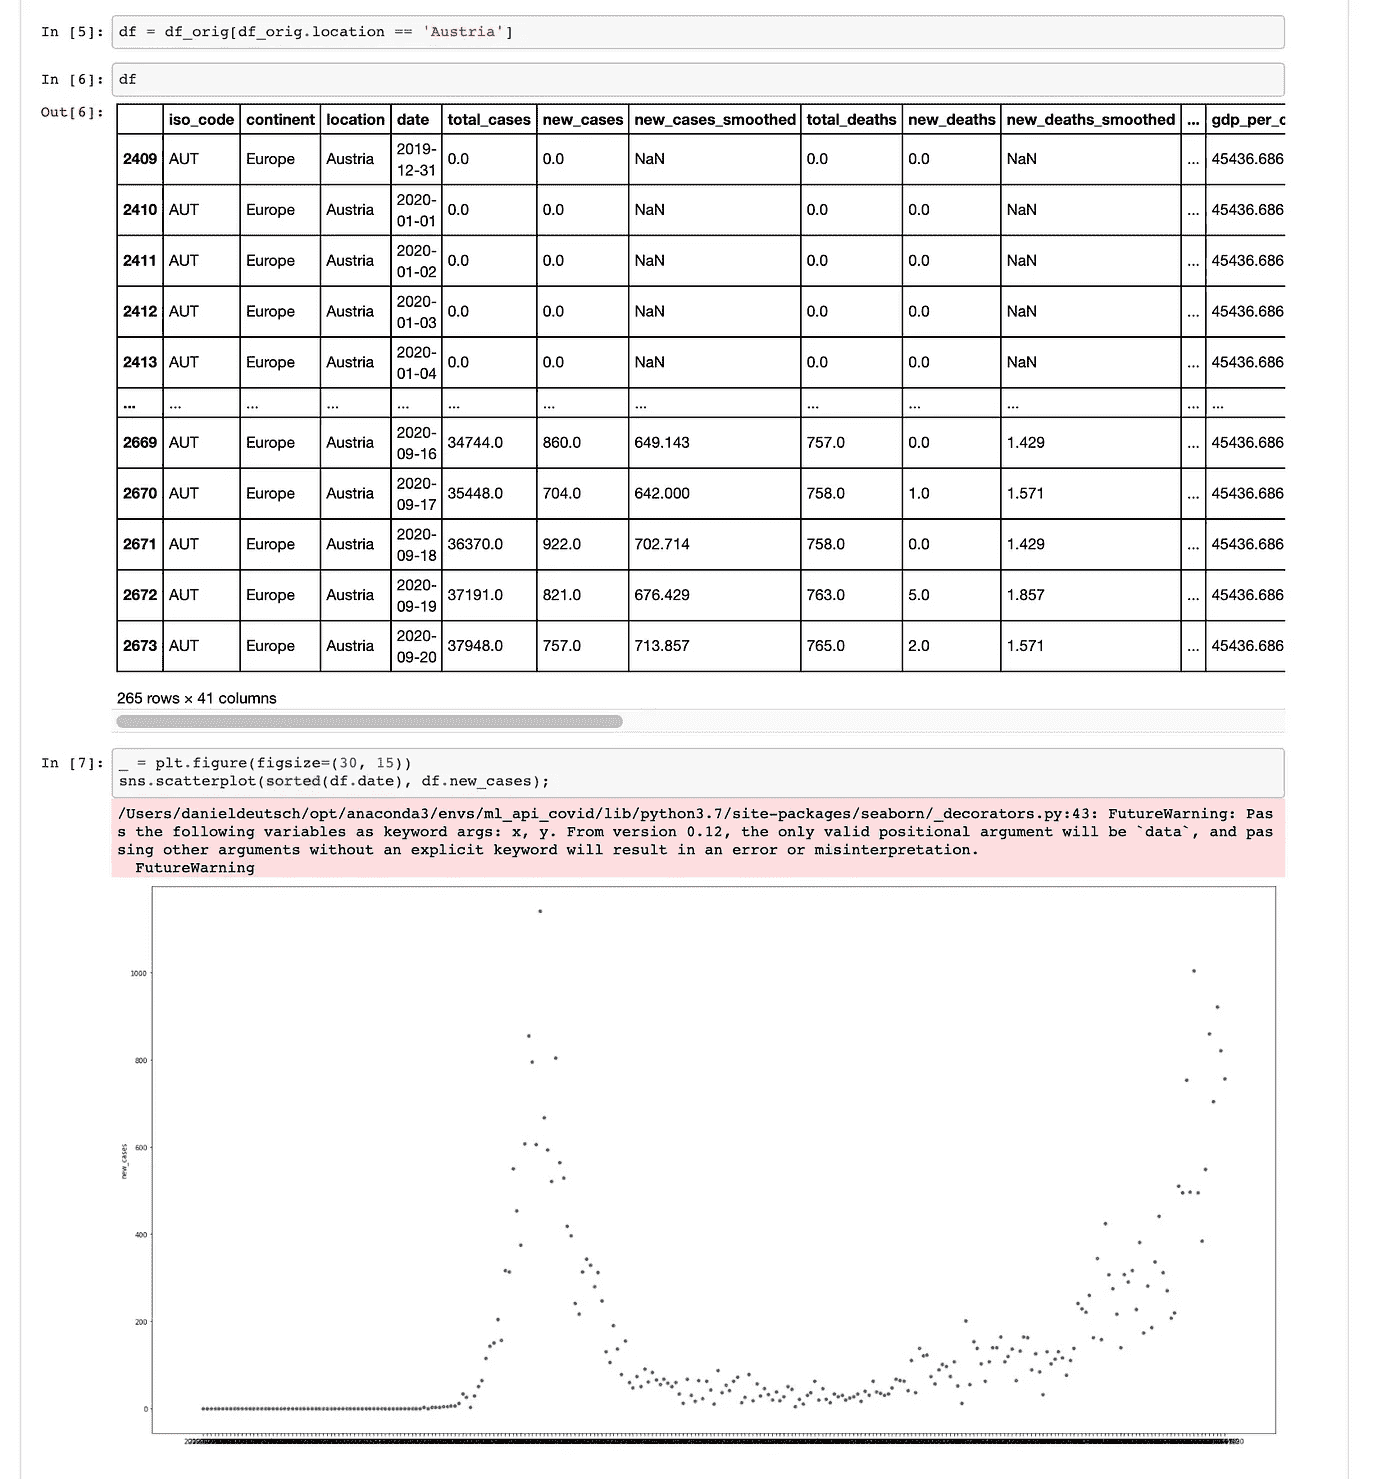 In [5]: df = df_orig[df_orig.location == 'Austria']
In [6]: df
Out[6]:
iso_code continent location date total_cases new_cases new_cases_smoothed total_deaths new_deaths new_deaths_smoothed ... gdp_per_c
2409 AUT Europe Austria 2019-12-31 0.0 0.0 NaN 0.0 0.0 NaN ... 45436.686
2410 AUT Europe Austria 2020-01-01 0.0 0.0 NaN 0.0 0.0 NaN ... 45436.686
2411 AUT Europe Austria 2020-01-02 0.0 0.0 NaN 0.0 0.0 NaN ... 45436.686
2412 AUT Europe Austria 2020-01-03 0.0 0.0 NaN 0.0 0.0 NaN ... 45436.686
2413 AUT Europe Austria 2020-01-04 0.0 0.0 NaN 0.0 0.0 NaN ... 45436.686
... ... ... ... ... ... ... ... ... ... ... ... ...
2669 AUT Europe Austria 2020-09-16 34744.0 860.0 649.143 757.0 0.0 1.429 ... 45436.686
2670 AUT Europe Austria 2020-09-17 35448.0 704.0 642.000 758.0 1.0 1.571 ... 45436.686
2671 AUT Europe Austria 2020-09-18 36370.0 922.0 702.714 758.0 0.0 1.429 ... 45436.686
2672 AUT Europe Austria 2020-09-19 37191.0 821.0 676.429 763.0 5.0 1.857 ... 45436.686
2673 AUT Europe Austria 2020-09-20 37948.0 757.0 713.857 765.0 2.0 1.571 ... 45436.686
265 rows × 41 columns
In [7]: _ = plt.figure(figsize=(30, 15))
sns.scatterplot(sorted(df.date), df.new_cases);
/Users/danieldeutsch/opt/anaconda3/envs/ml_api_covid/lib/python3.7/site-packages/seaborn/_decorators.py:43: FutureWarning: Pas
s the following variables as keyword args: x, y. From version 0.12, the only valid positional argument will be `data`, and pas
sing other arguments without an explicit keyword will result in an error or misinterpretation.
FutureWarning
1000
800
600
new_cases
400
200
0